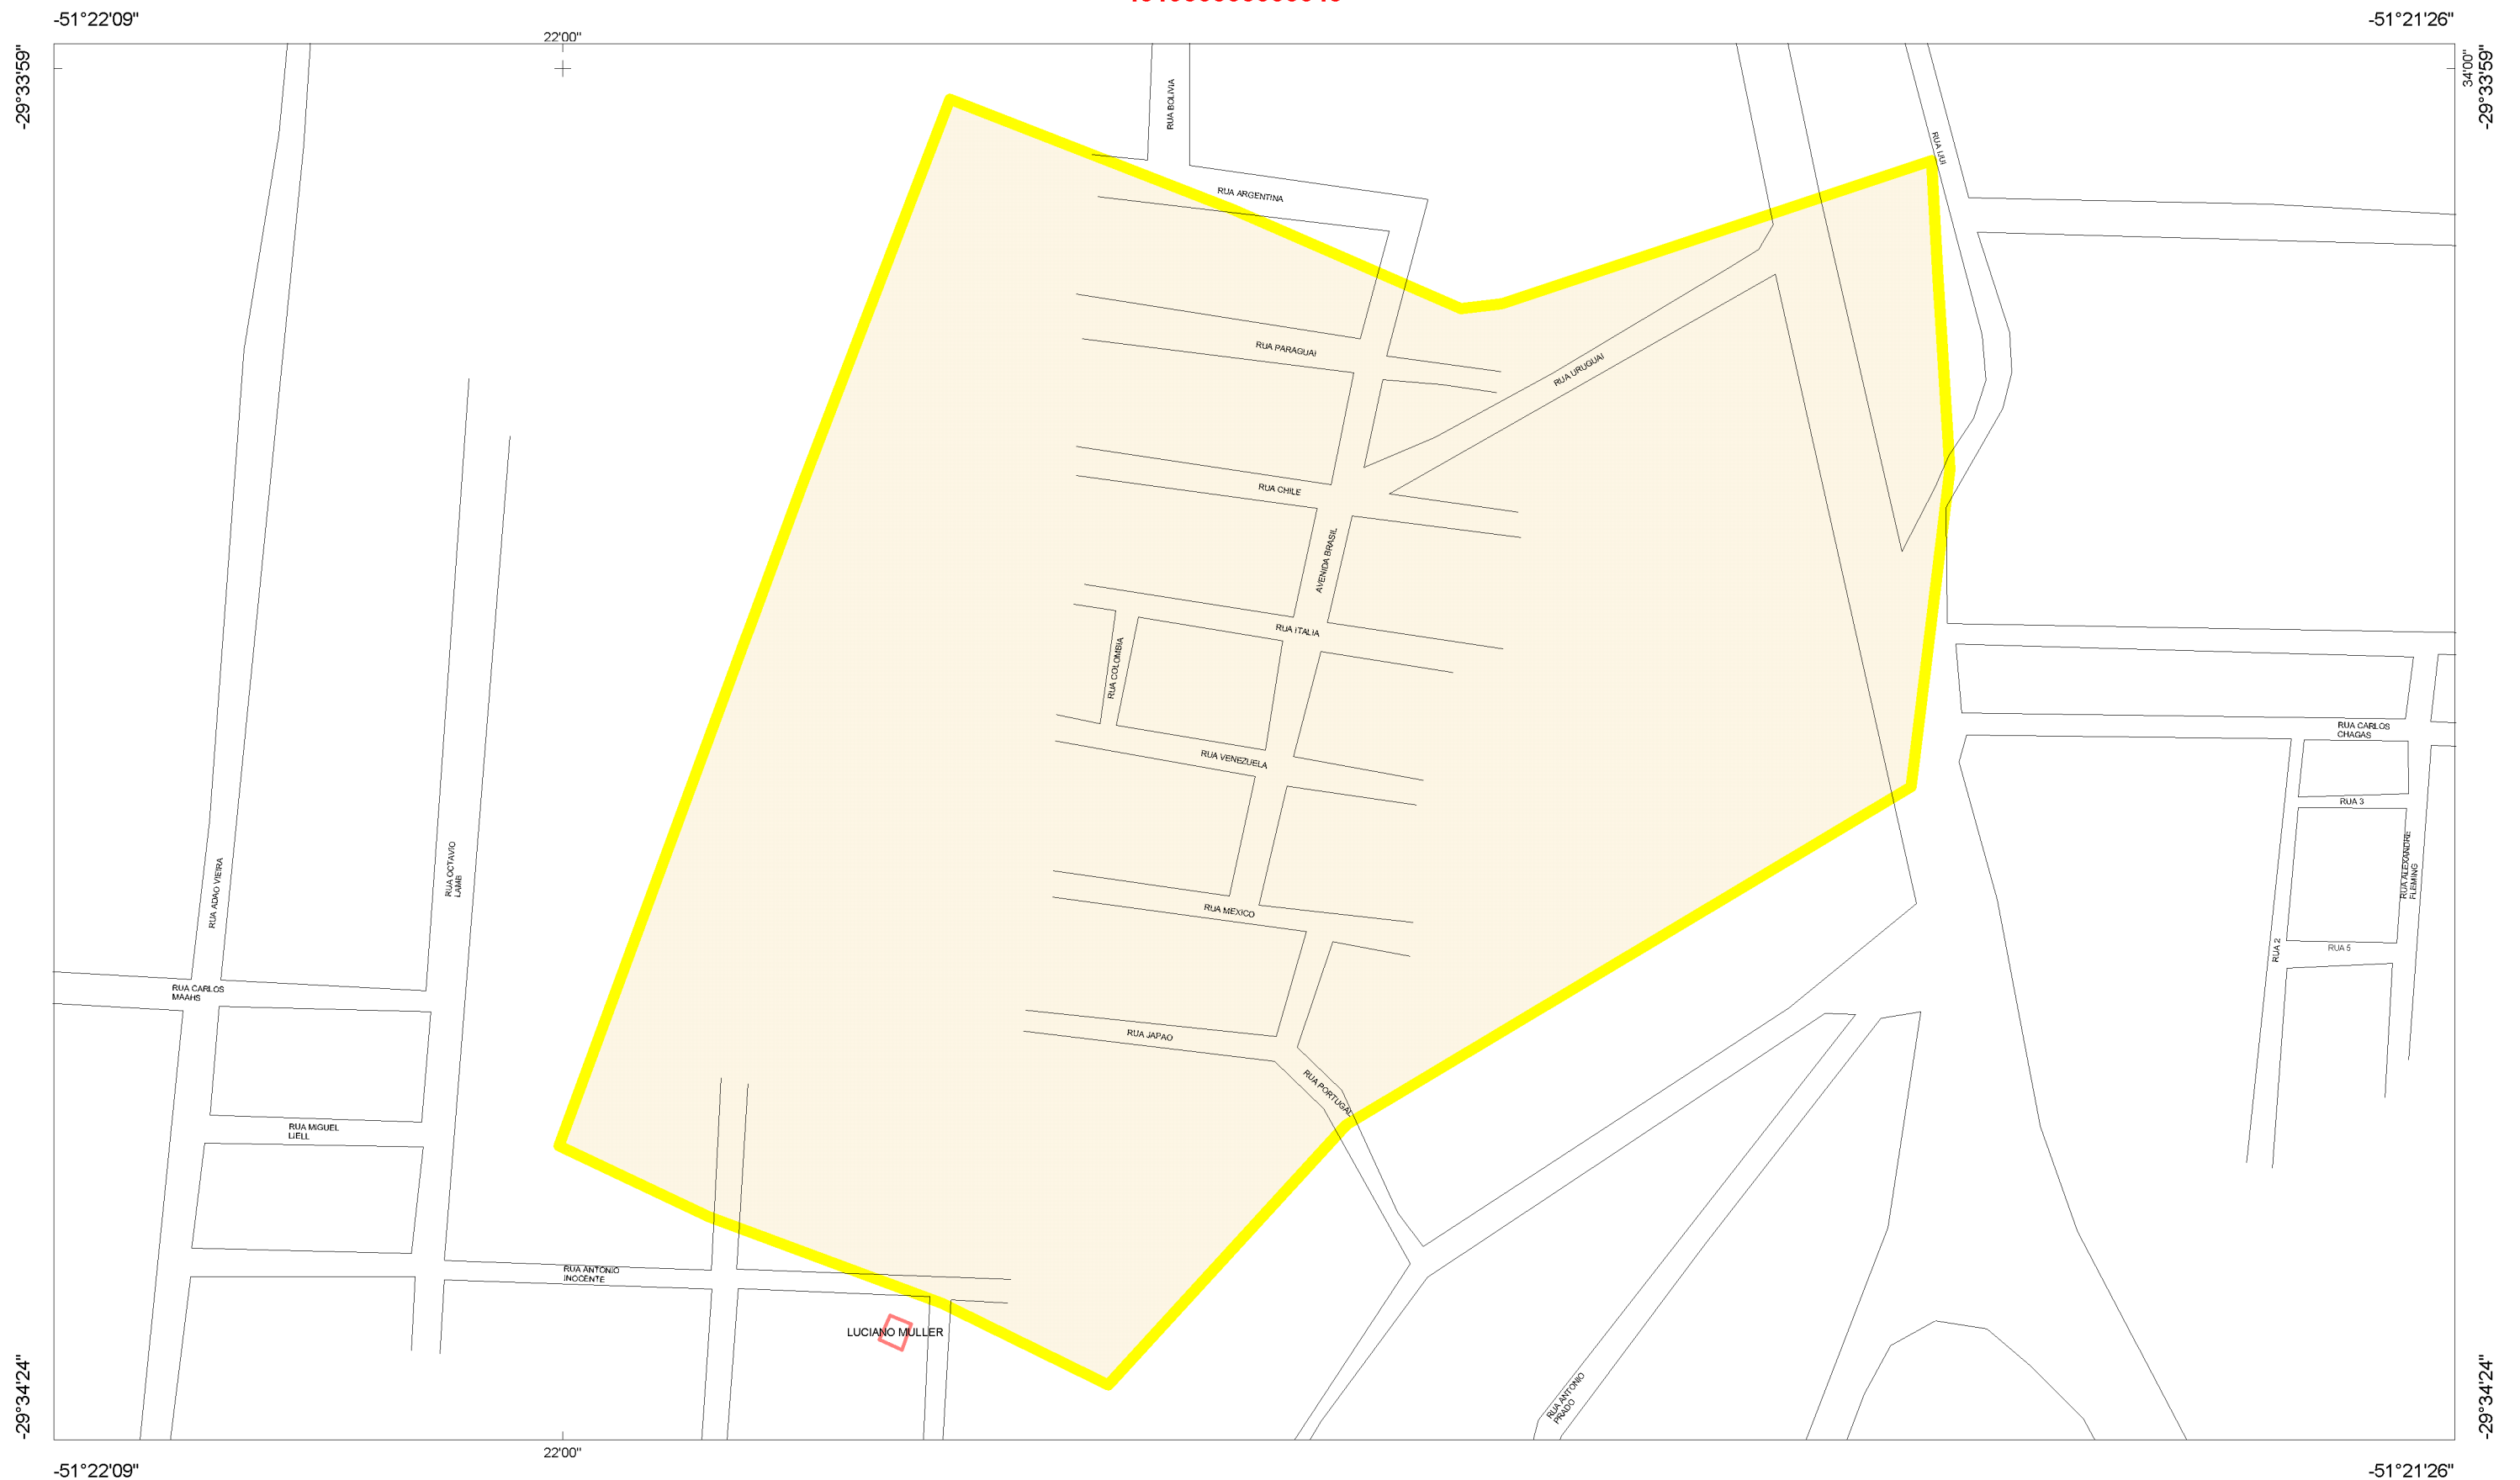 -51°22'09"
-51°21'26"
22'00"
-29°33'59"
34'00"
-29°33'59"
RUA BOLIVIA
RUA IJUI
RUA ARGENTINA
RUA PARAGUAI
RUA URUGUAI
RUA CHILE
AVENIDA BRASIL
RUA ITALIA
RUA COLOMBIA
RUA VENEZUELA
RUA CARLOS
CHAGAS
RUA 3
RUA ALEXANDRE
FLEMING
RUA OCTAVIO
LAMB
RUA ADAO VIEIRA
RUA MEXICO
RUA 2
RUA 5
RUA CARLOS
MAAHS
RUA JAPAO
RUA PORTUGAL
RUA MIGUEL
LIELL
RUA ANTONIO
INOCENTE
LUCIANO MULLER
RUA ANTONIO
PRADO
-29°34'24"
-29°34'24"
22'00"
-51°22'09"
-51°21'26"